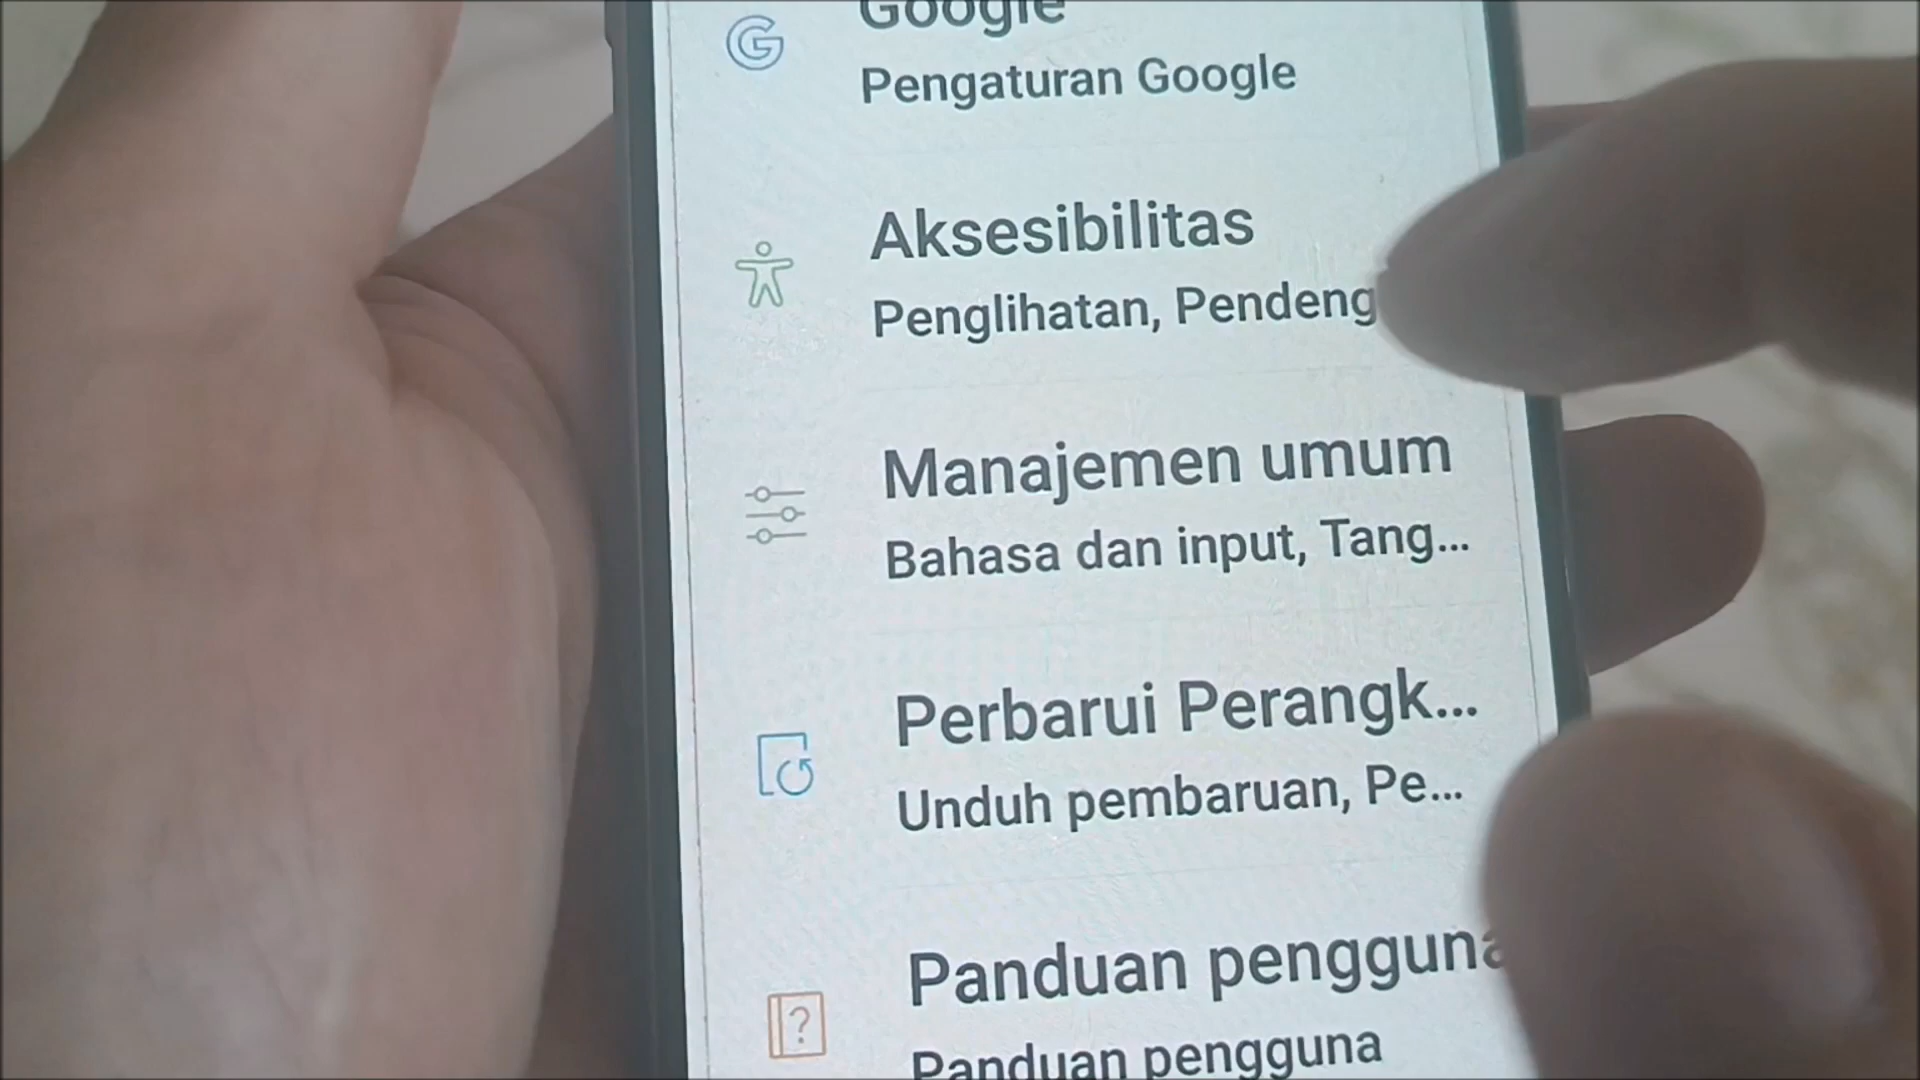 Google
Pengaturan Google
Aksesibilitas
Penglihatan, Pendeng
Manajemen umum
Bahasa dan input, Tang...
Perbarui Perangk...
Unduh pembaruan, Pe...
Panduan pengguna
Panduan pengguna